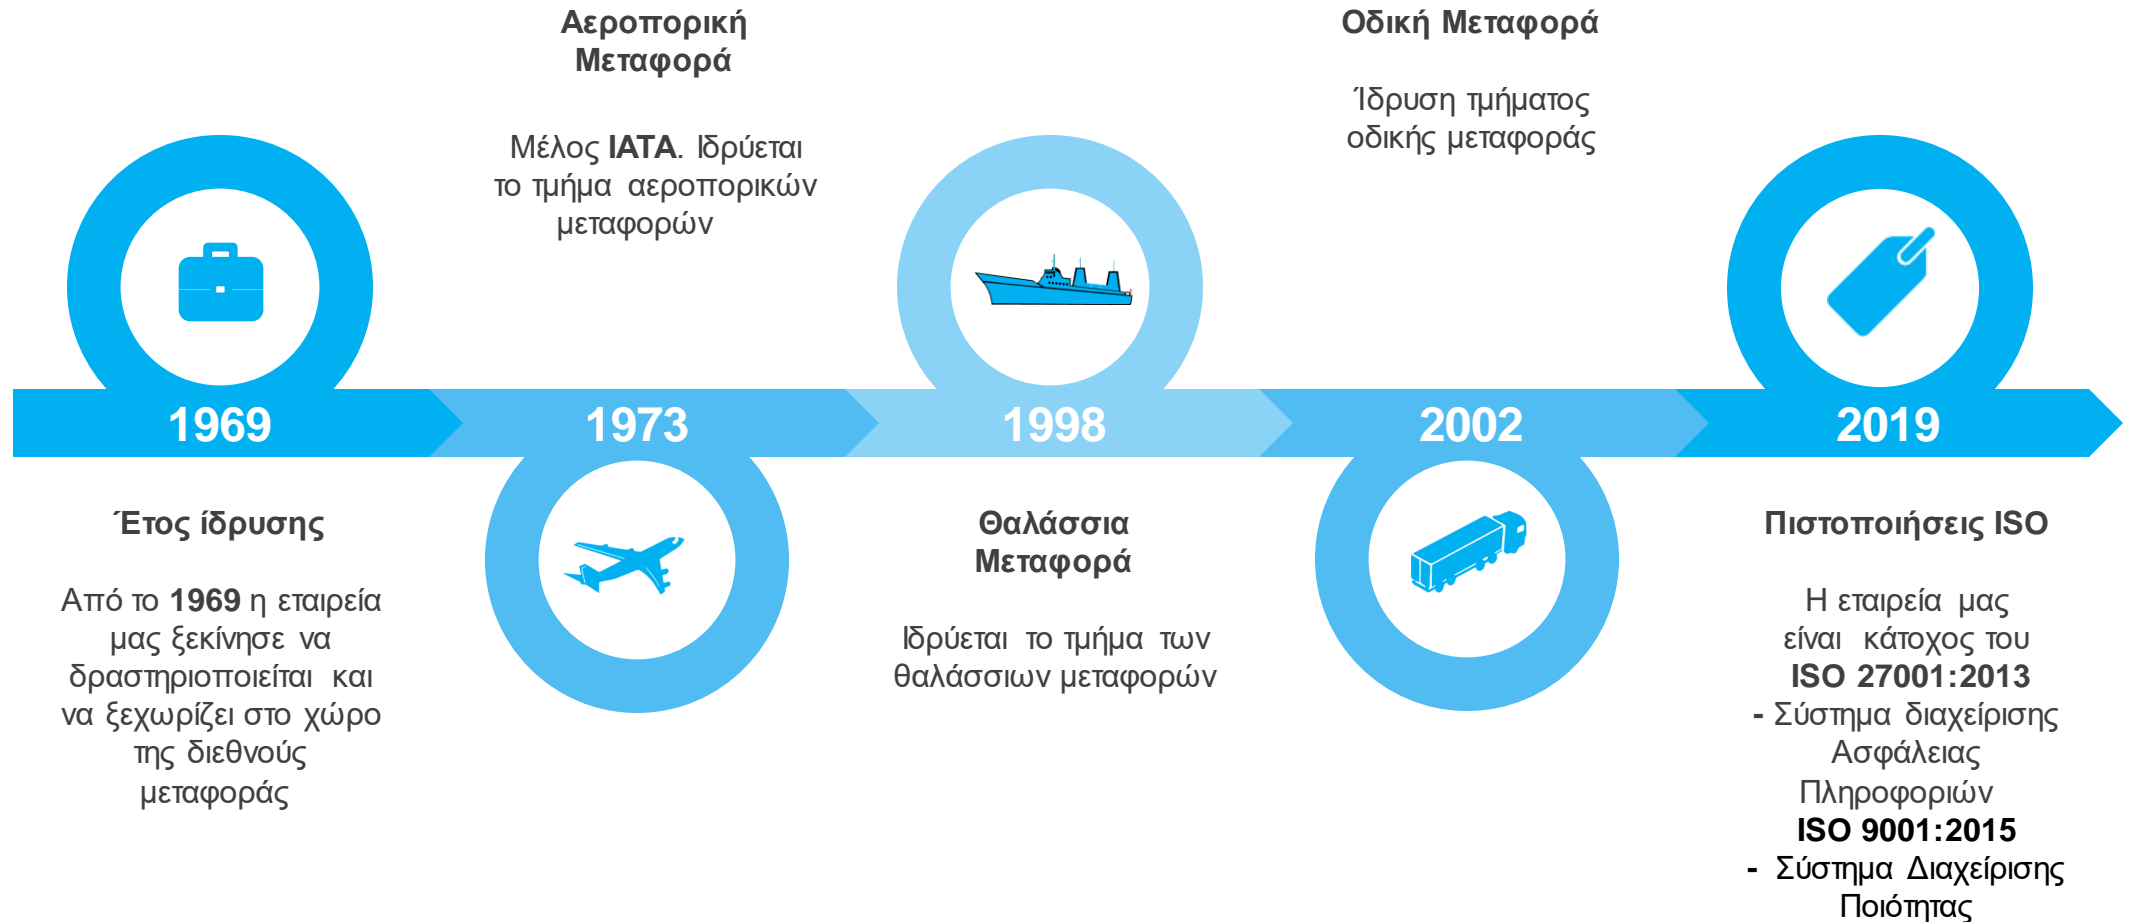 Αεροπορική
Μεταφορά
Μέλος IATA. Ιδρύεται
το τμήμα αεροπορικών
μεταφορών
Οδική Μεταφορά
Ίδρυση τμήματος
οδικής μεταφοράς
1969
1973
1998
2002
2019
Έτος ίδρυσης
Από το 1969 η εταιρεία
μας ξεκίνησε να
δραστηριοποιείται και
να ξεχωρίζει στο χώρο
της διεθνούς
μεταφοράς
Θαλάσσια
Μεταφορά
Ιδρύεται το τμήμα των
θαλάσσιων μεταφορών
Πιστοποιήσεις ISO
Η εταιρεία μας
είναι κάτοχος του
ISO 27001:2013
- Σύστημα διαχείρισης
Ασφάλειας
Πληροφοριών
ISO 9001:2015
- Σύστημα Διαχείρισης
Ποιότητας